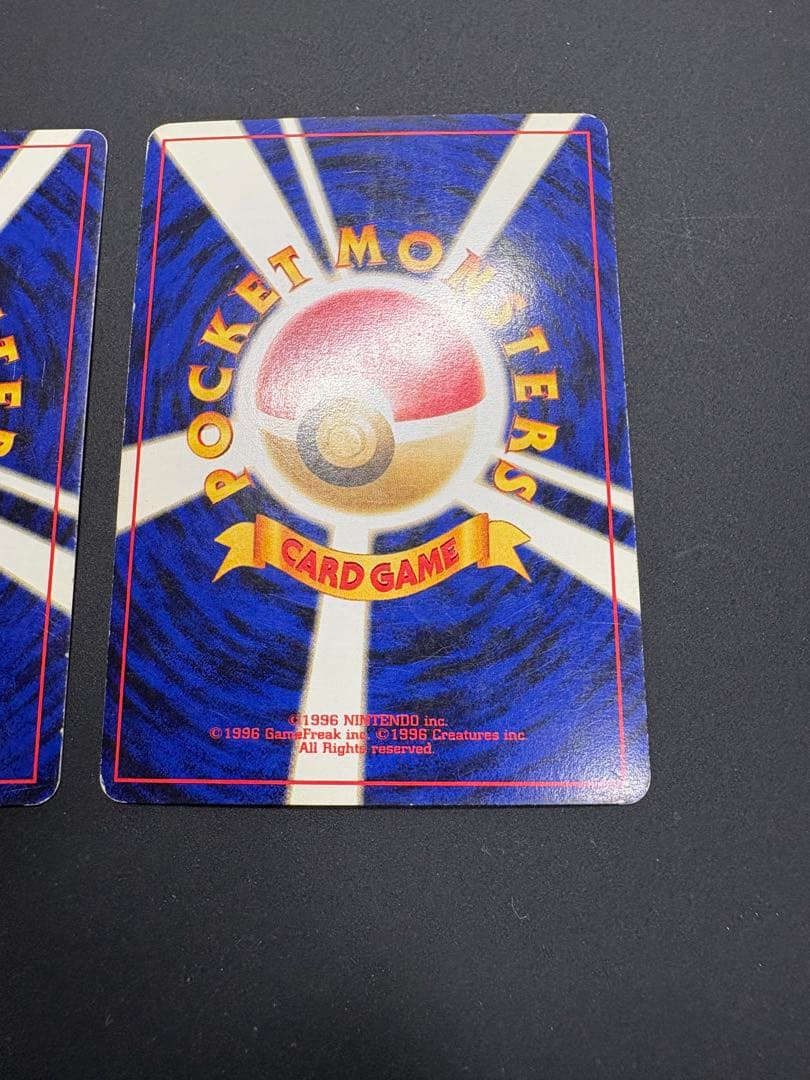 POCKET MONSTERS
CARD GAME
©1996 NINTENDO inc.
©1996 GameFreak inc. ©1996 Creatures inc.
All Rights reserved.